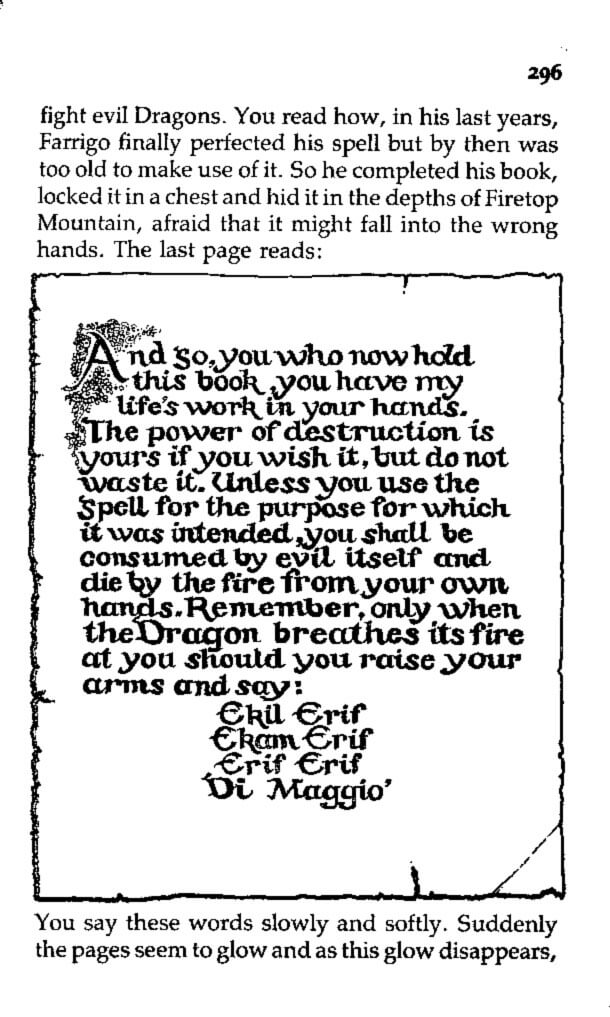 296
fight evil Dragons. You read how, in his last years,
Farrigo finally perfected his spell but by then was
too old to make use of it. So he completed his book,
locked it in a chest and hid it in the depths of Firetop
Mountain, afraid that it might fall into the wrong
hands. The last page reads:
And so, you who now hold
this book, you have my
life's work in your hands.
The power of destruction is
yours if you wish it, but do not
waste it. Unless you use the
Spell for the purpose for which
it was intended, you shall be
consumed by evil itself and
die by the fire from your own
hands. Remember, only when
the Dragon breathes its fire
at you should you raise your
arms and say:
Ekil Erif
Ekam Erif
Erif Erif
Di Maggio'
You say these words slowly and softly. Suddenly
the pages seem to glow and as this glow disappears,